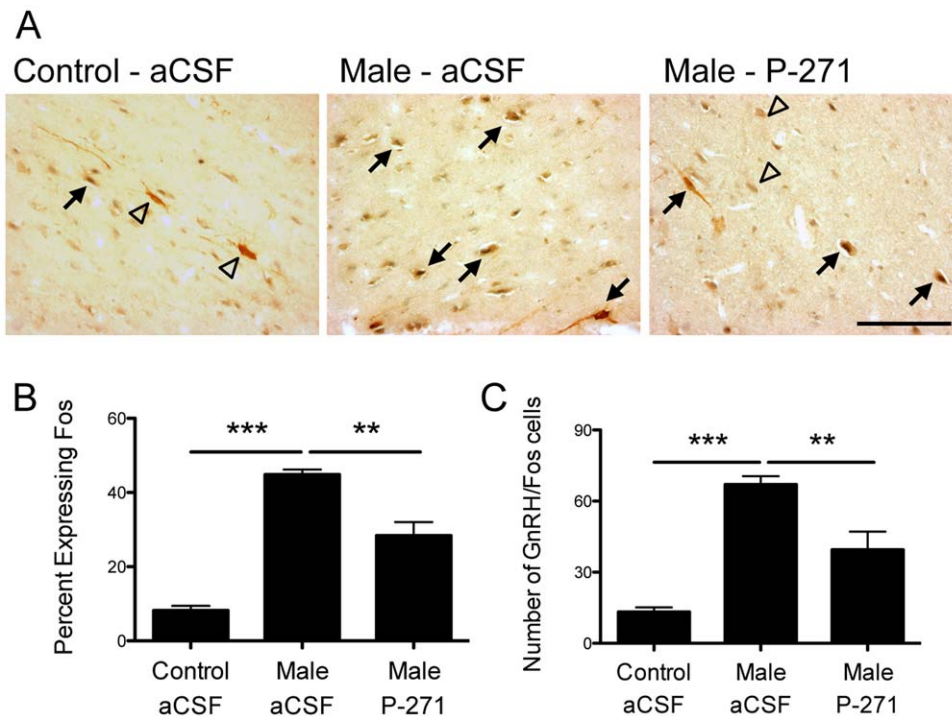 A
Control - aCSF
Male - aCSF
Male - P-271
B
Percent Expressing Fos
60
40
20
0
***
**
Control
aCSF
Male
aCSF
Male
P-271
C
Number of GnRH/Fos cells
90
60
30
0
***
**
Control
aCSF
Male
aCSF
Male
P-271